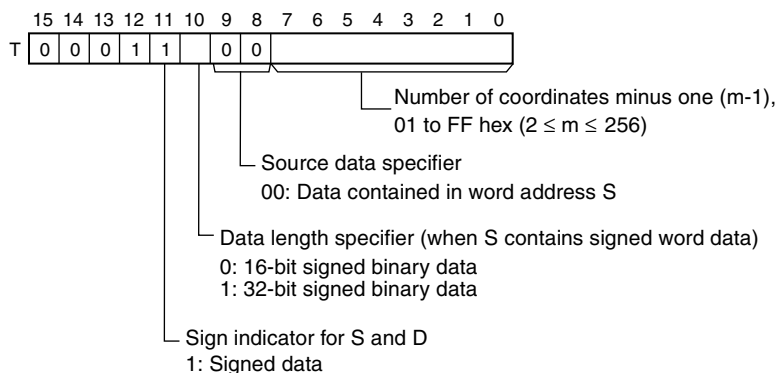 15 14 13 12 11 10 9 8 7 6 5 4 3 2 1 0
T 0 0 0 1 1 0 0
Number of coordinates minus one (m-1),
01 to FF hex (2 ≤ m ≤ 256)
Source data specifier
00: Data contained in word address S
Data length specifier (when S contains signed word data)
0: 16-bit signed binary data
1: 32-bit signed binary data
Sign indicator for S and D
1: Signed data